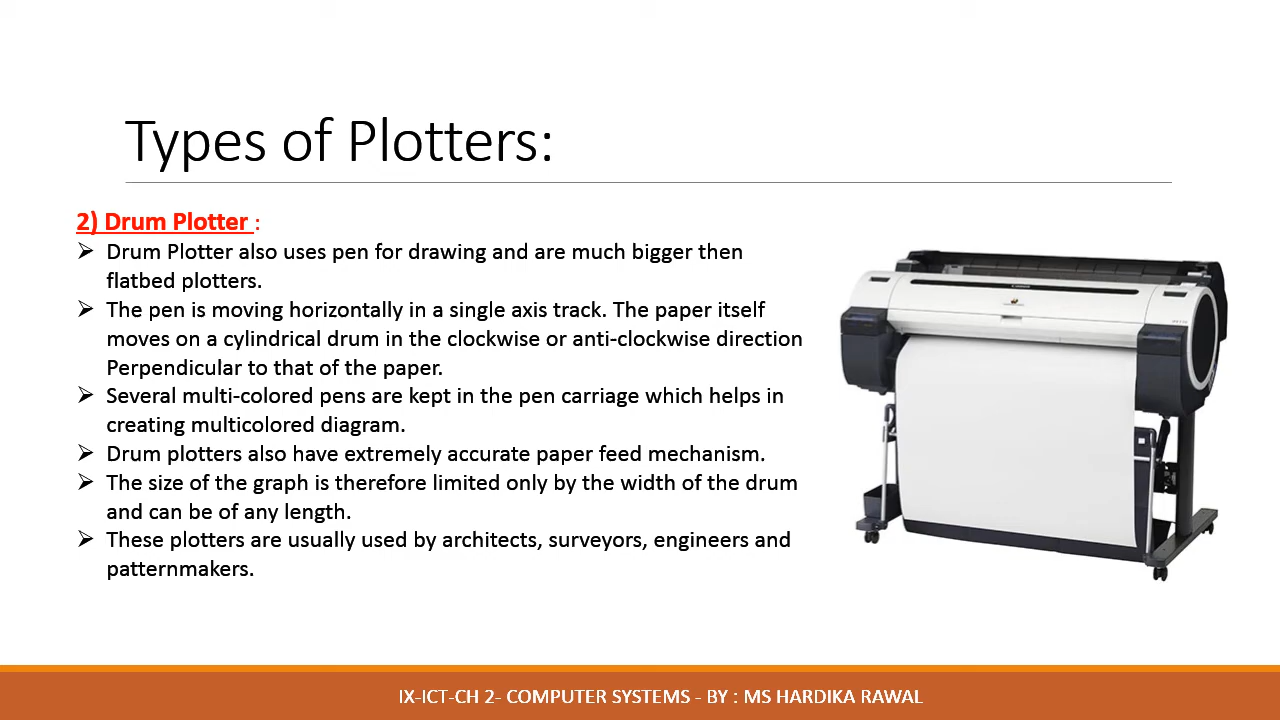 Types of Plotters:
2) Drum Plotter :
➢ Drum Plotter also uses pen for drawing and are much bigger then
flatbed plotters.
➢ The pen is moving horizontally in a single axis track. The paper itself
moves on a cylindrical drum in the clockwise or anti-clockwise direction
Perpendicular to that of the paper.
➢ Several multi-colored pens are kept in the pen carriage which helps in
creating multicolored diagram.
➢ Drum plotters also have extremely accurate paper feed mechanism.
➢ The size of the graph is therefore limited only by the width of the drum
and can be of any length.
➢ These plotters are usually used by architects, surveyors, engineers and
patternmakers.
IX-ICT-CH 2- COMPUTER SYSTEMS - BY : MS HARDIKA RAWAL